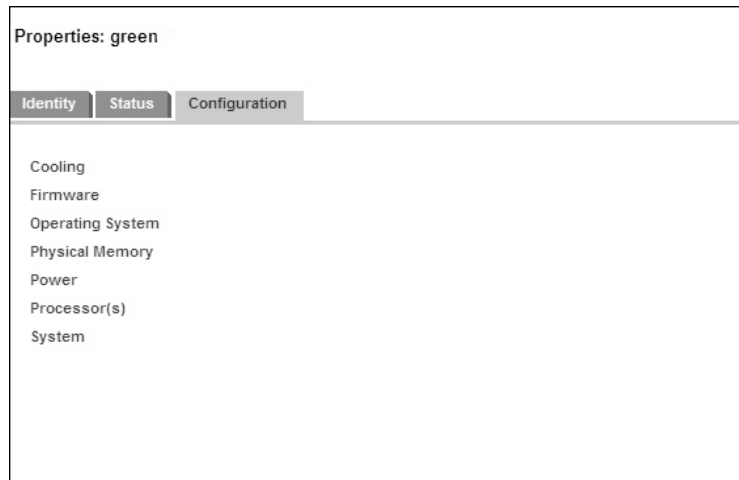 Properties: green
Identity Status Configuration
Cooling
Firmware
Operating System
Physical Memory
Power
Processor(s)
System